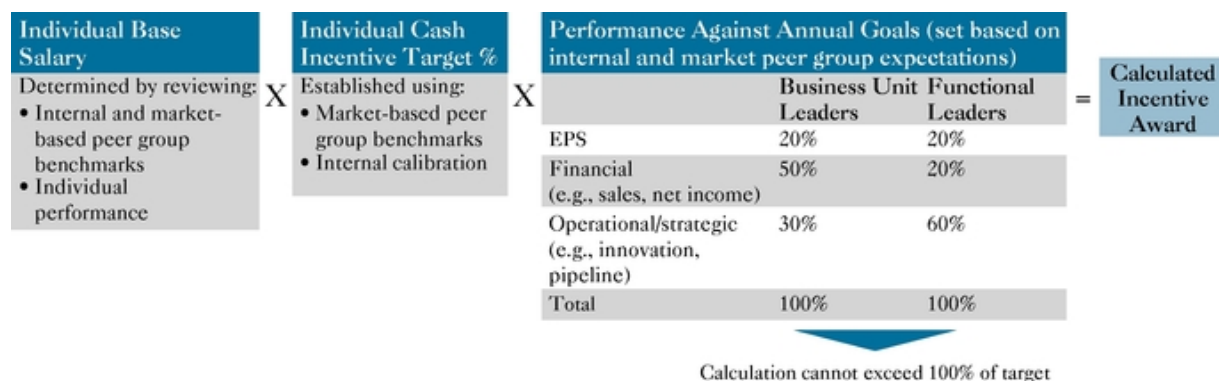 Individual Base
Salary
Determined by reviewing:
• Internal and market-
based peer group
benchmarks
• Individual
performance
X
Individual Cash
Incentive Target %
Established using:
• Market-based peer
group benchmarks
• Internal calibration
X
Performance Against Annual Goals (set based on
internal and market peer group expectations)
Business Unit Functional
Leaders Leaders
EPS 20% 20%
Financial 50% 20%
(e.g., sales, net income)
Operational/strategic 30% 60%
(e.g., innovation,
pipeline)
Total 100% 100%
Calculation cannot exceed 100% of target
=
Calculated
Incentive
Award